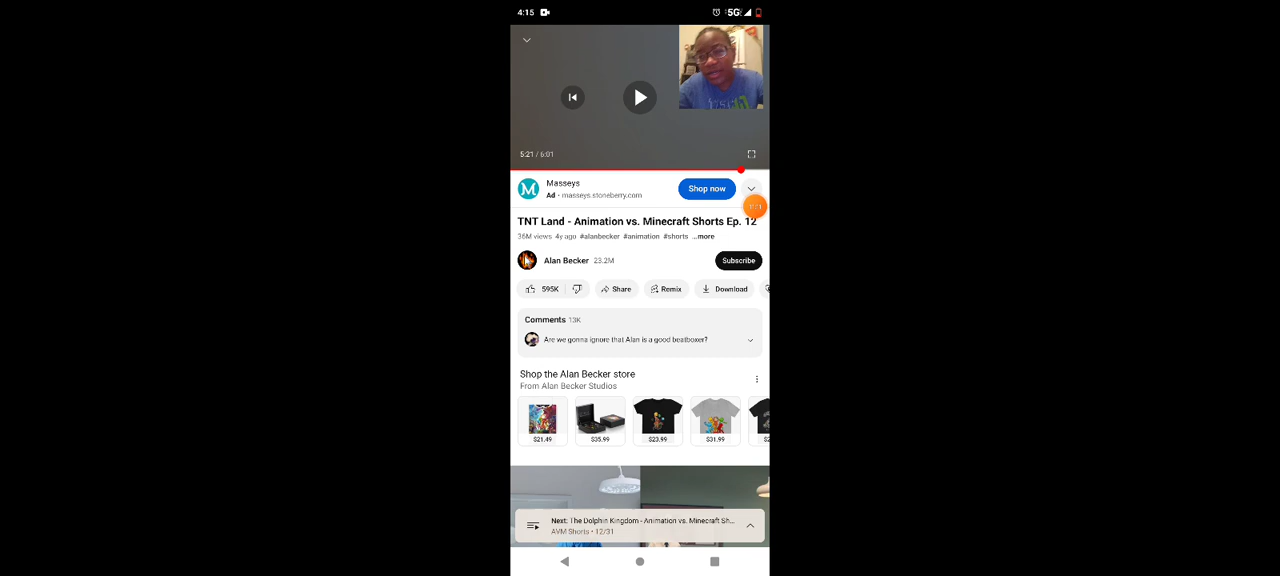 4:15
5G
5:21 / 6:01
Masseys
Ad · masseys.stoneberry.com
Shop now
TNT Land - Animation vs. Minecraft Shorts Ep. 12
36M views 4y ago #alanbecker #animation #shorts ...more
Alan Becker 23.2M
Subscribe
595K
Share
Remix
Download
Comments 13K
Are we gonna ignore that Alan is a good beatboxer?
Shop the Alan Becker store
From Alan Becker Studios
$21.49
$35.99
$23.99
$31.99
Next: The Dolphin Kingdom - Animation vs. Minecraft Sh...
AVM Shorts · 12/31